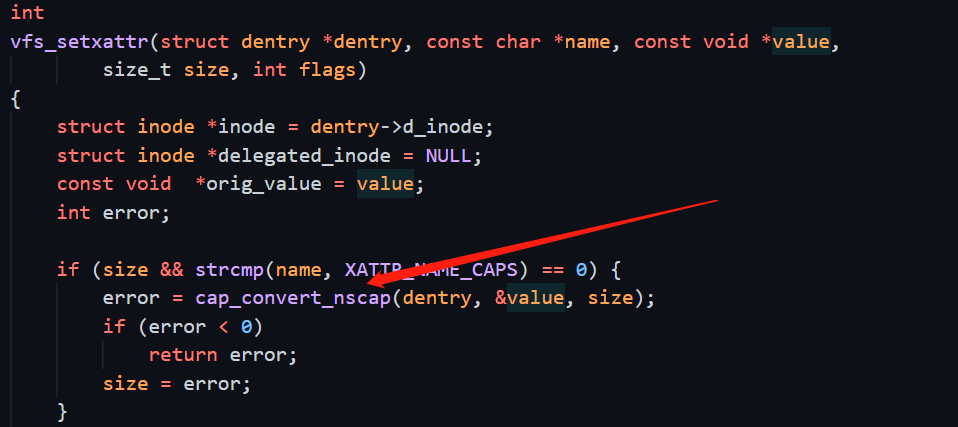 int
vfs_setxattr(struct dentry *dentry, const char *name, const void *value,
size_t size, int flags)
{
struct inode *inode = dentry->d_inode;
struct inode *delegated_inode = NULL;
const void  *orig_value = value;
int error;
if (size && strcmp(name, XATTR_NAME_CAPS) == 0) {
error = cap_convert_nscap(dentry, &value, size);
if (error < 0)
return error;
size = error;
}